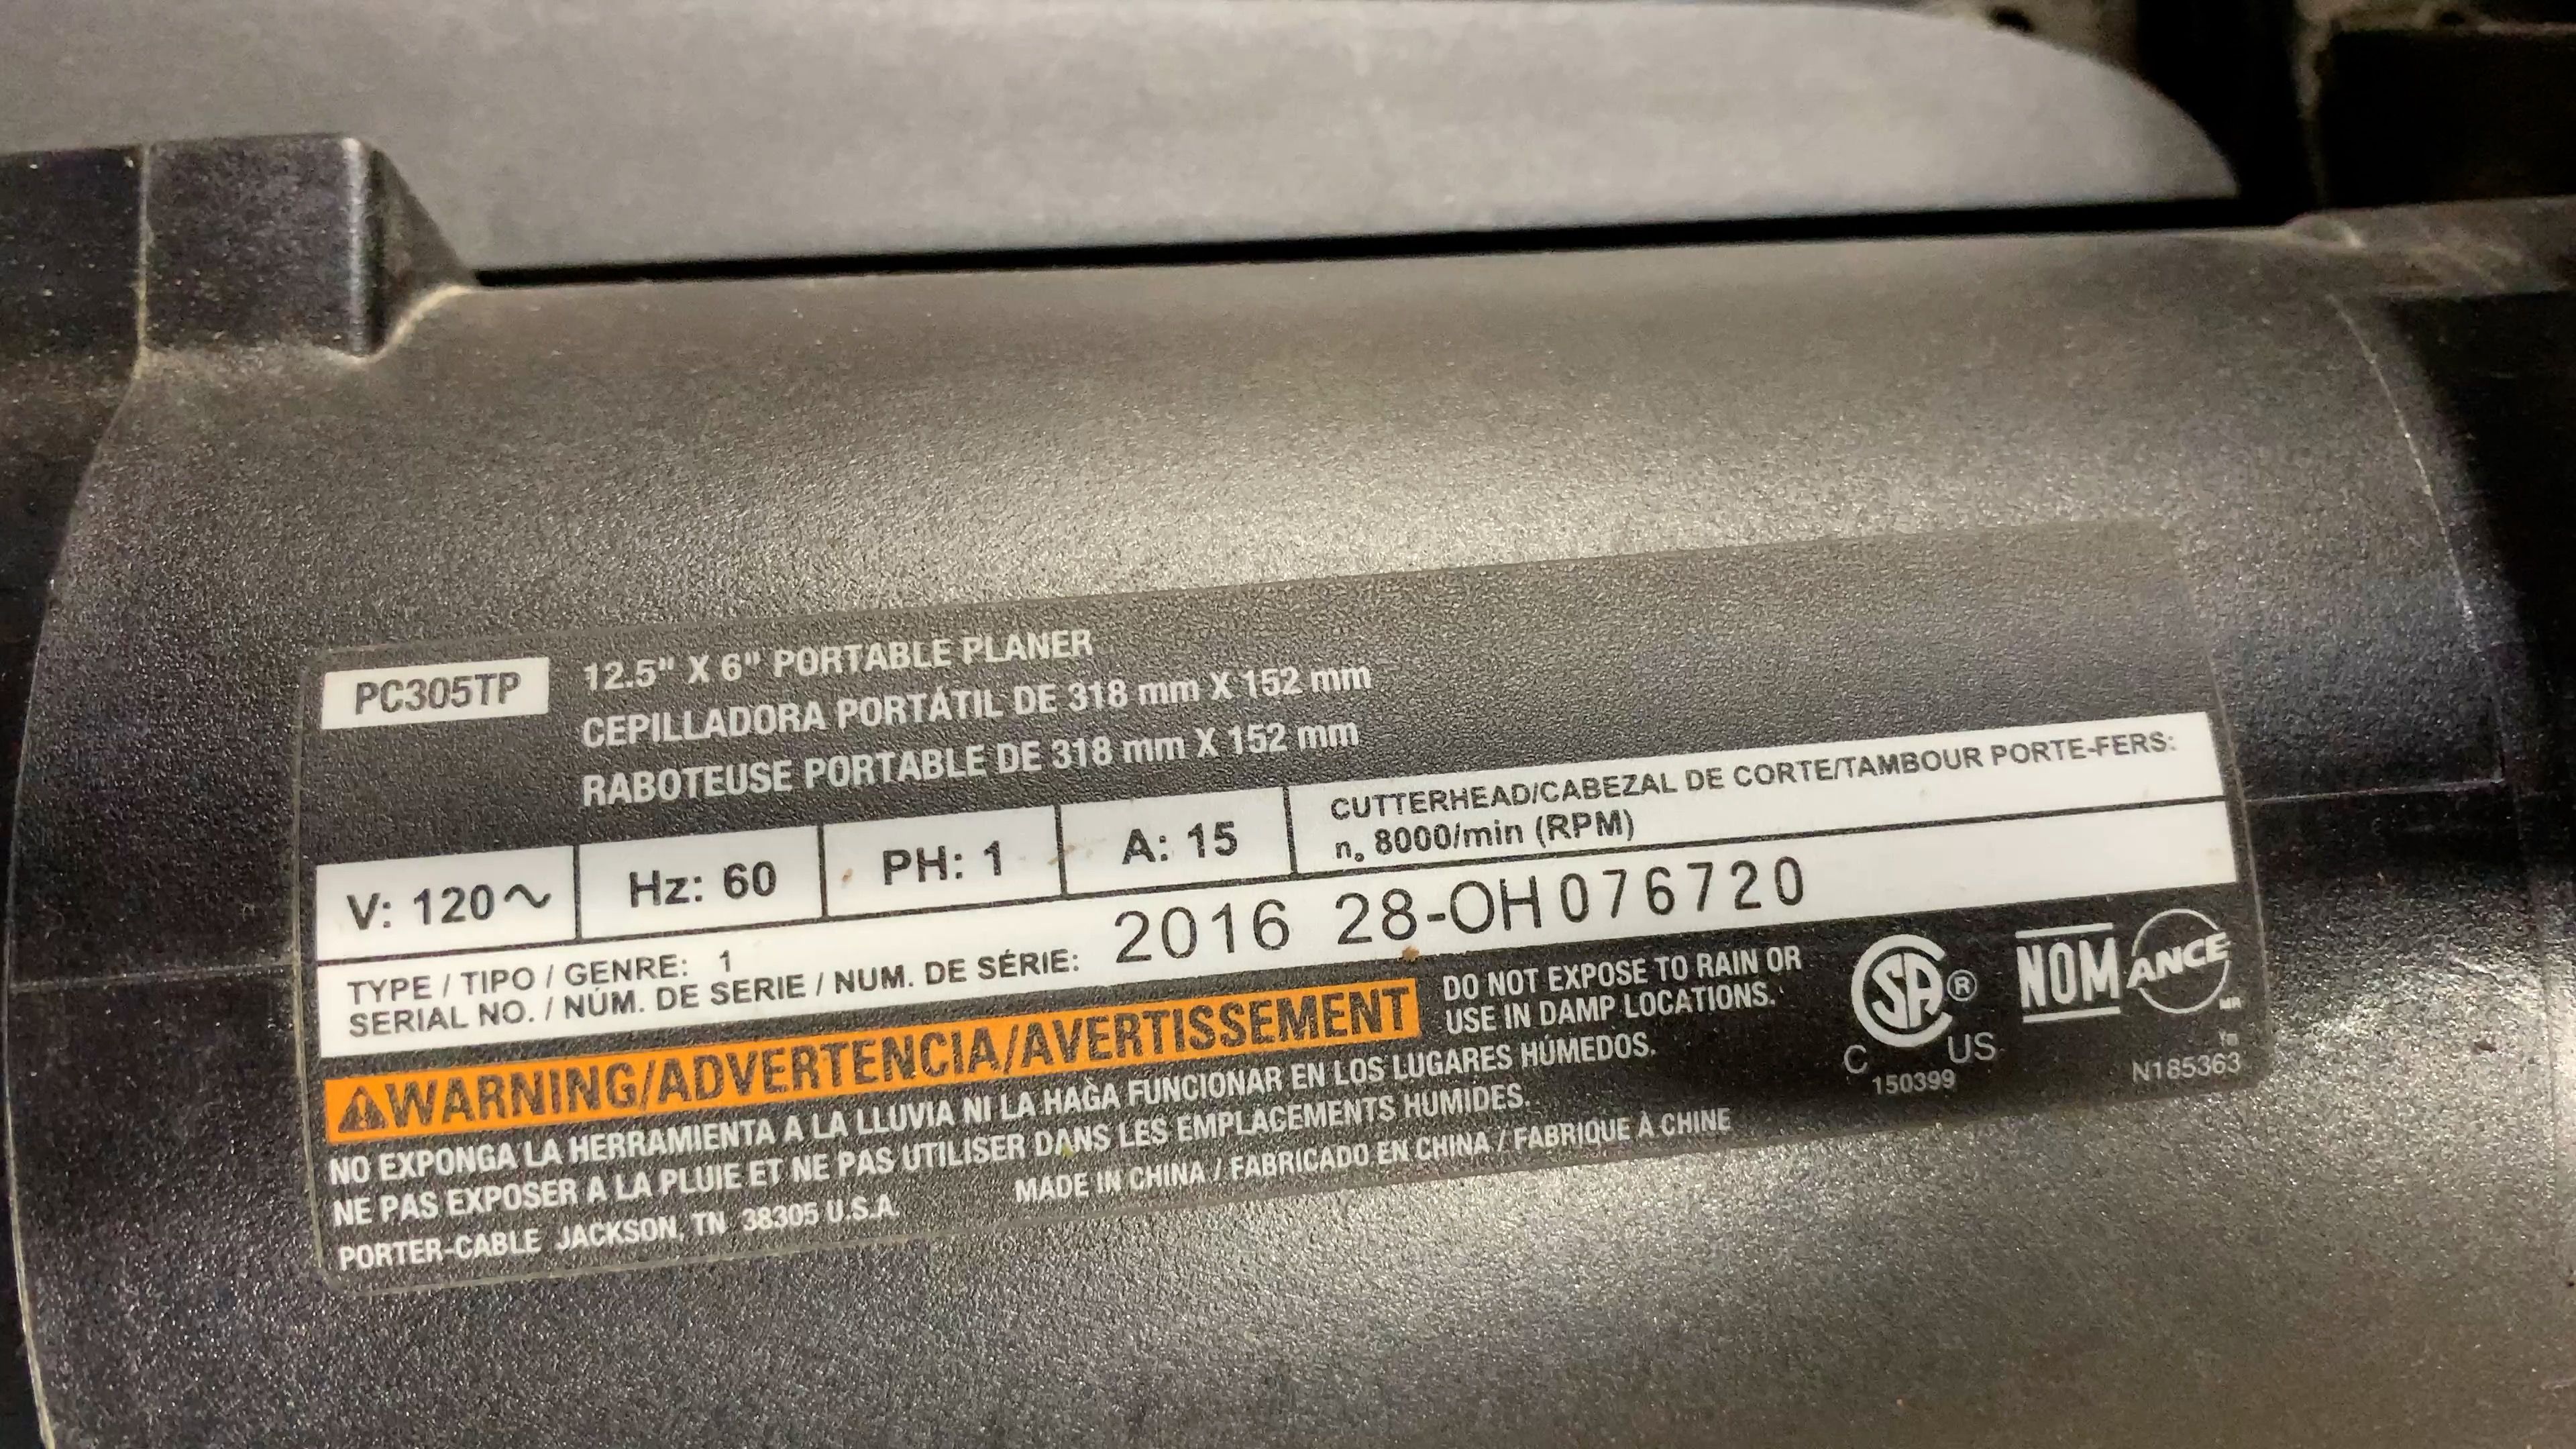 PC305TP
12.5" X 6" PORTABLE PLANER
CEPILLADORA PORTÁTIL DE 318 mm X 152 mm
RABOTEUSE PORTABLE DE 318 mm X 152 mm
V: 120~ Hz: 60 PH: 1 A: 15
CUTTERHEAD/CABEZAL DE CORTE/TAMBOUR PORTE-FERS:
n. 8000/min (RPM)
TYPE / TIPO / GENRE: 1
SERIAL NO. / NÚM. DE SERIE / NUM. DE SÉRIE: 2016 28-OH076720
WARNING/ADVERTENCIA/AVERTISSEMENT
DO NOT EXPOSE TO RAIN OR
USE IN DAMP LOCATIONS.
NO EXPONGA LA HERRAMIENTA A LA LLUVIA NI LA HAGA FUNCIONAR EN LOS LUGARES HÚMEDOS.
NE PAS EXPOSER A LA PLUIE ET NE PAS UTILISER DANS LES EMPLACEMENTS HUMIDES.
PORTER-CABLE JACKSON, TN 38305 U.S.A.
MADE IN CHINA / FABRICADO EN CHINA / FABRIQUE À CHINE
SA®
C US
150399
NOM
ANCE
MR
N185363